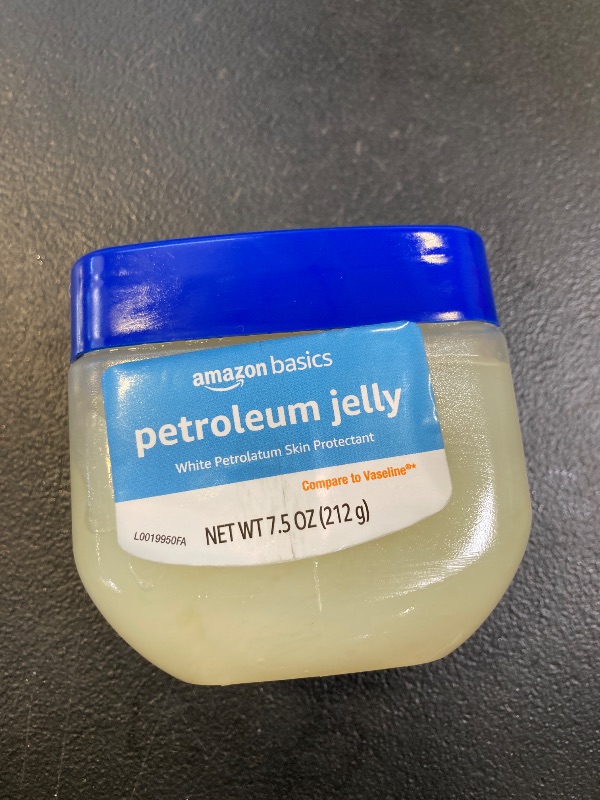 amazon basics
petroleum jelly
White Petrolatum Skin Protectant
Compare to Vaseline®*
L0019950FA
NET WT 7.5 OZ (212 g)